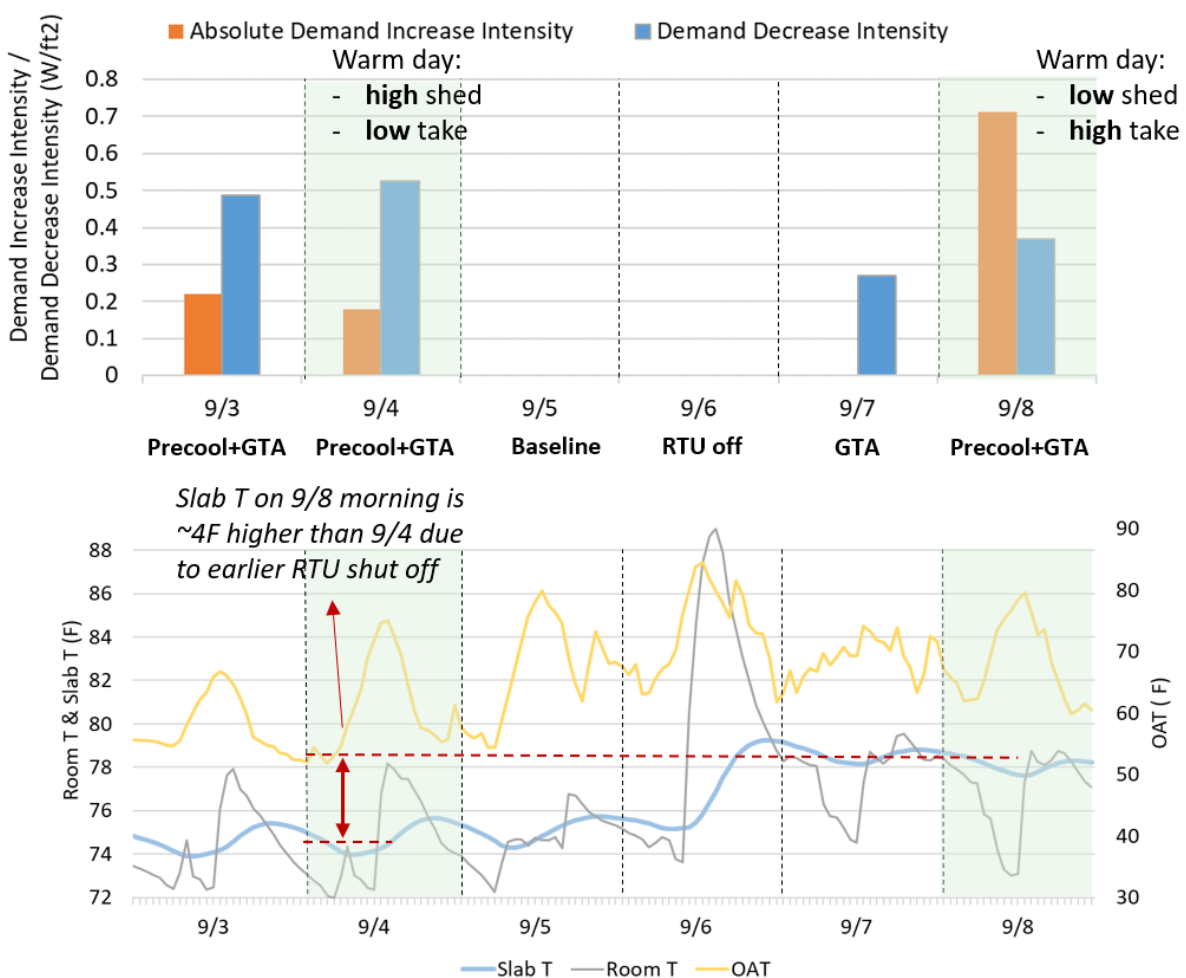 Absolute Demand Increase Intensity
Demand Decrease Intensity
Demand Increase Intensity /
Demand Decrease Intensity (W/ft2)
0.8
0.7
0.6
0.5
0.4
0.3
0.2
0.1
0
Warm day:
- high shed
- low take
Warm day:
- low shed
- high take
9/3 9/4 9/5 9/6 9/7 9/8
Precool+GTA Precool+GTA Baseline RTU off GTA Precool+GTA
Slab T on 9/8 morning is
~4F higher than 9/4 due
to earlier RTU shut off
Room T & Slab T (F)
88
86
84
82
80
78
76
74
72
90
80
70
60
50
40
30
OAT ( F)
9/3 9/4 9/5 9/6 9/7 9/8
Slab T Room T OAT